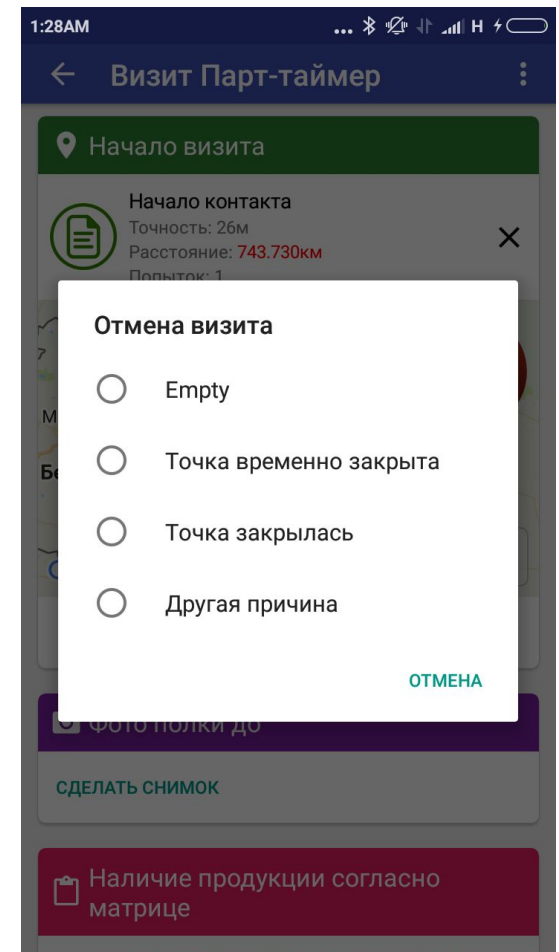 1:28AM
... H
Визит Парт-таймер
Начало визита
Начало контакта
Точность: 26м
Расстояние: 743.730км
Попыток: 1
Отмена визита
Empty
Точка временно закрыта
Точка закрылась
Другая причина
ОТМЕНА
Фото полки до
СДЕЛАТЬ СНИМОК
Наличие продукции согласно
матрице